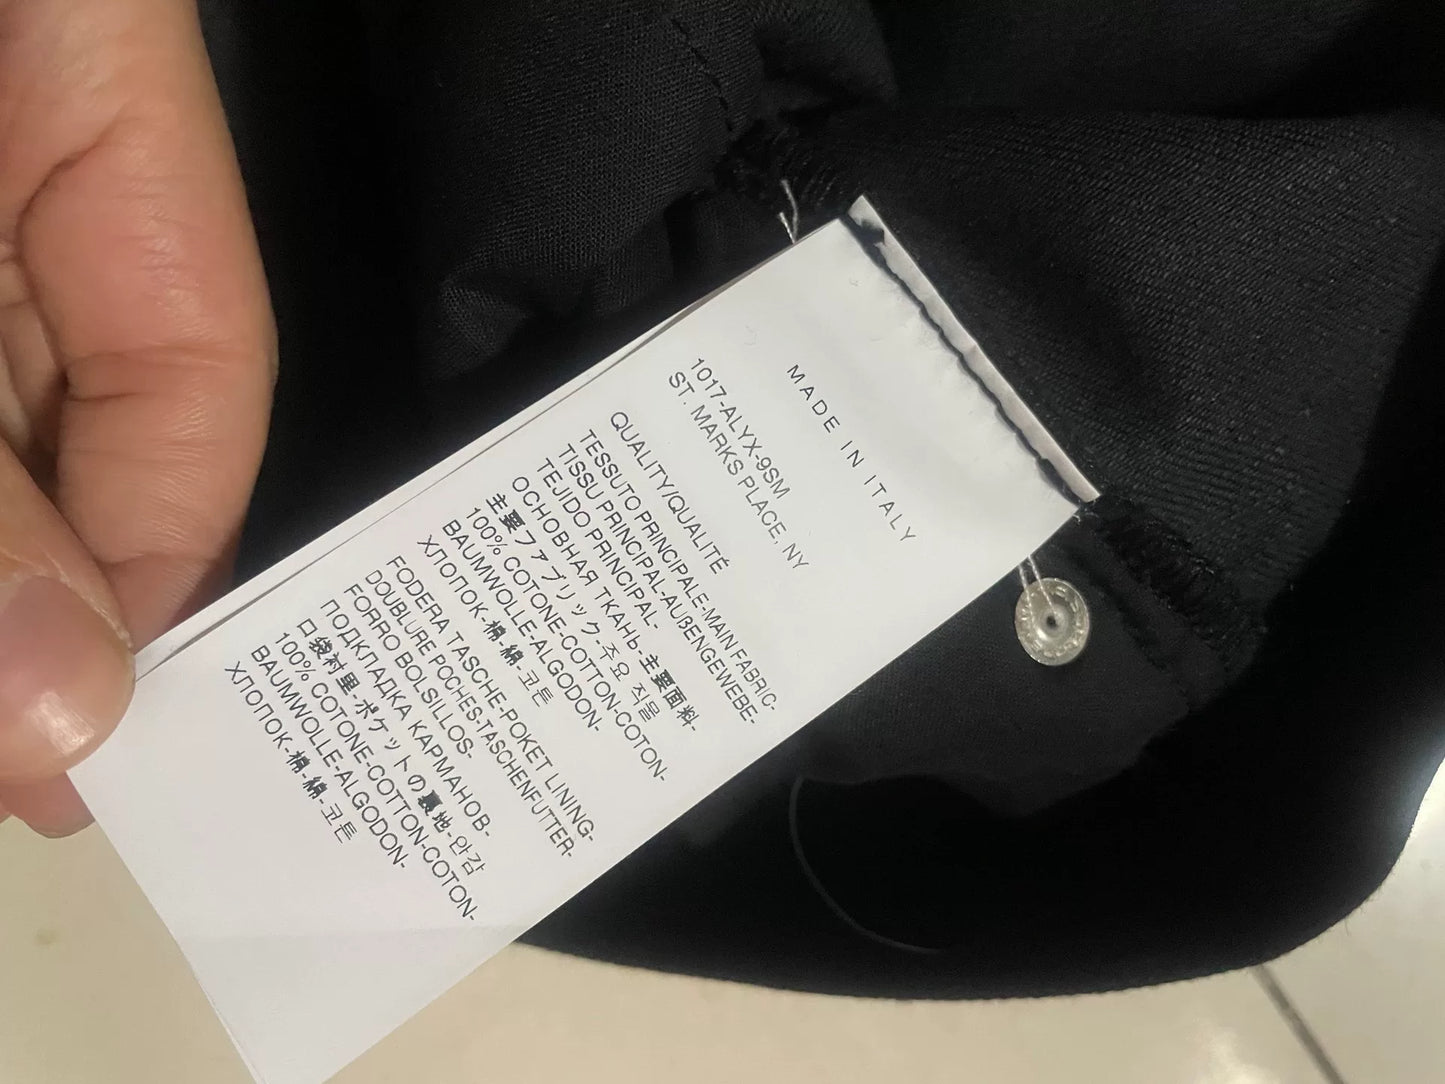 MADE IN ITALY
1017-ALYX-9SM
ST. MARKS PLACE, NY
QUALITY/QUALITÉ
TESSUTO PRINCIPALE-MAIN FABRIC-
TISSU PRINCIPAL-AUßENGEWEBE-
TEJIDO PRINCIPAL-
ОСНОВНАЯ ТКАНЬ-主要面料-
主要ファブリック-주요 직물
100% COTONE-COTTON-COTON-
BAUMWOLLE-ALGODON-
ХЛОПОК-棉-綿-코튼
FODERA TASCHE-POKET LINING-
DOUBLURE POCHES-TASCHENFUTTER-
FORRO BOLSILLOS-
ПОДКЛАДКА КАРМАНОВ-
口袋衬里-ポケットの裏地-안감
100% COTONE-COTTON-COTON-
BAUMWOLLE-ALGODON-
ХЛОПОК-棉-綿-코튼